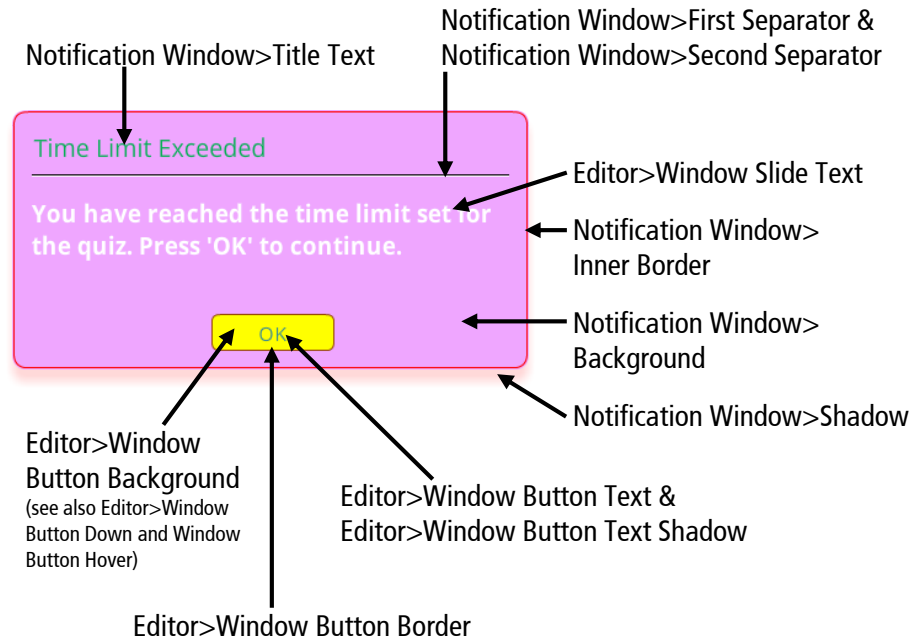 Notification Window>First Separator &
Notification Window>Second Separator
Notification Window>Title Text
Time Limit Exceeded
Editor>Window Slide Text
You have reached the time limit set for
the quiz. Press 'OK' to continue.
Notification Window>
Inner Border
OK
Notification Window>
Background
Notification Window>Shadow
Editor>Window
Button Background
(see also Editor>Window
Button Down and Window
Button Hover)
Editor>Window Button Text &
Editor>Window Button Text Shadow
Editor>Window Button Border